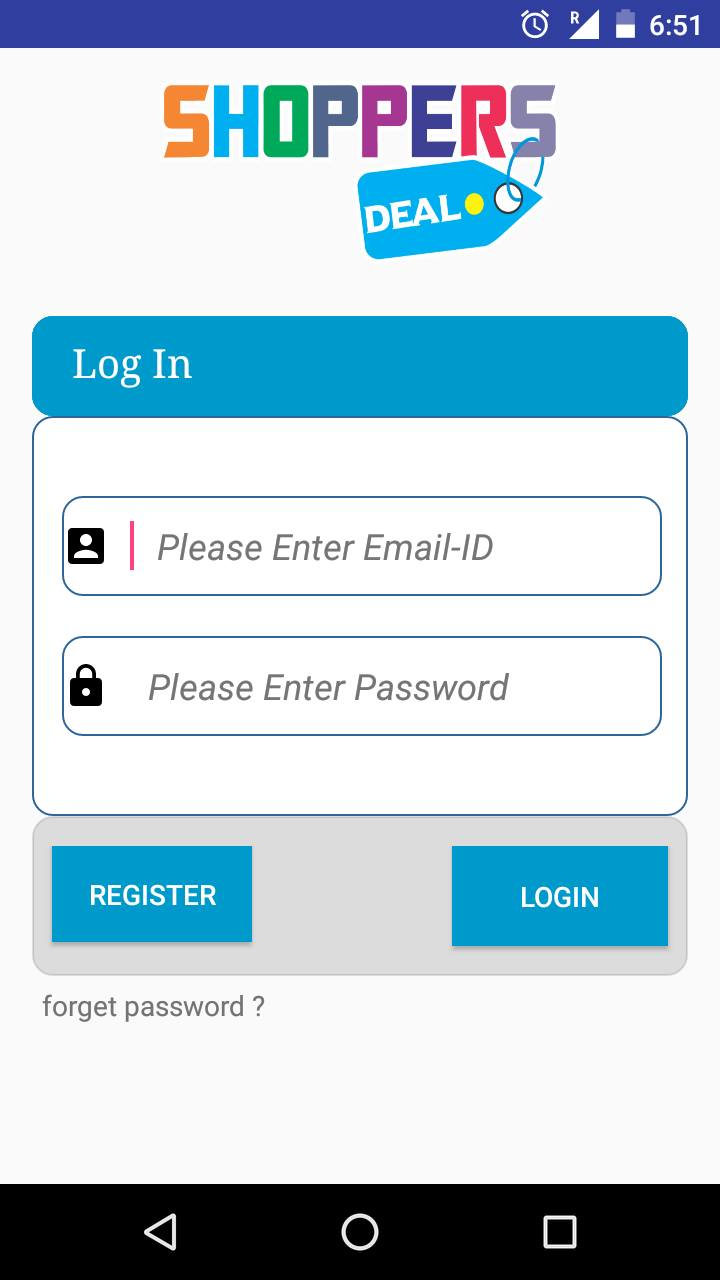 R 6:51
SHOPPERS
DEAL
Log In
Please Enter Email-ID
Please Enter Password
REGISTER
LOGIN
forget password ?